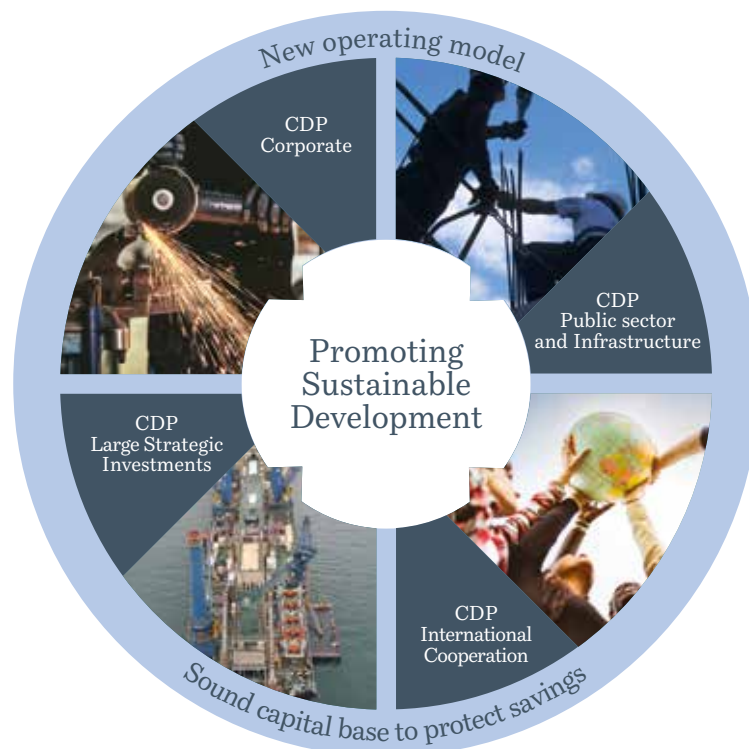 New operating model
CDP
Corporate
CDP
Public sector
and Infrastructure
Promoting
Sustainable
Development
CDP
Large Strategic
Investments
CDP
International
Cooperation
Sound capital base to protect savings